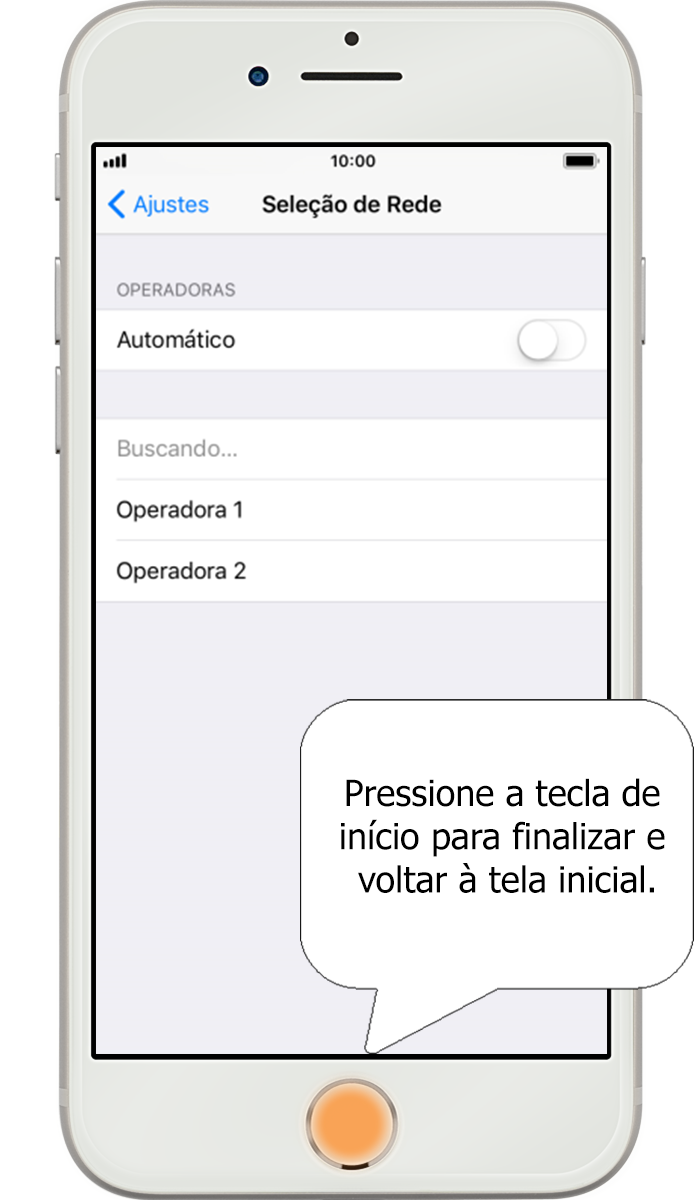 10:00
Ajustes
Seleção de Rede
OPERADORAS
Automático
Buscando...
Operadora 1
Operadora 2
Pressione a tecla de
início para finalizar e
voltar à tela inicial.